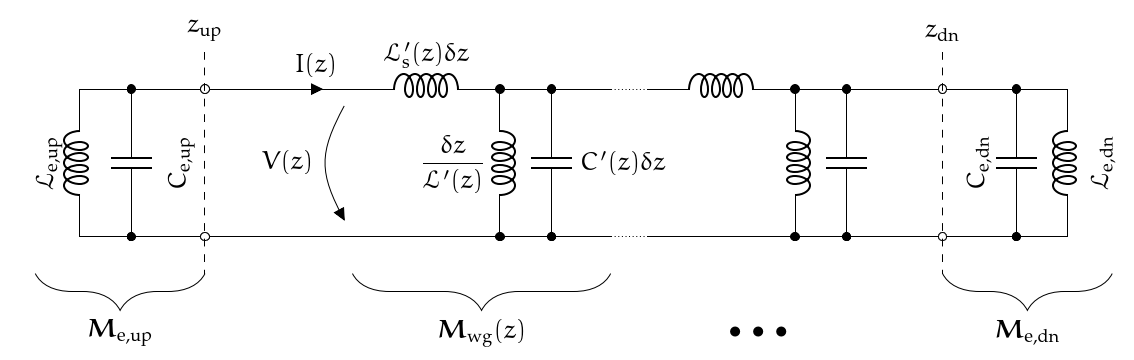 z_up
z_dn
I(z)
ℒ′_s(z)δz
V(z)
δz
ℒ′(z)
C′(z)δz
ℒ_e,up
C_e,up
C_e,dn
ℒ_e,dn
M_e,up
M_wg(z)
•••
M_e,dn